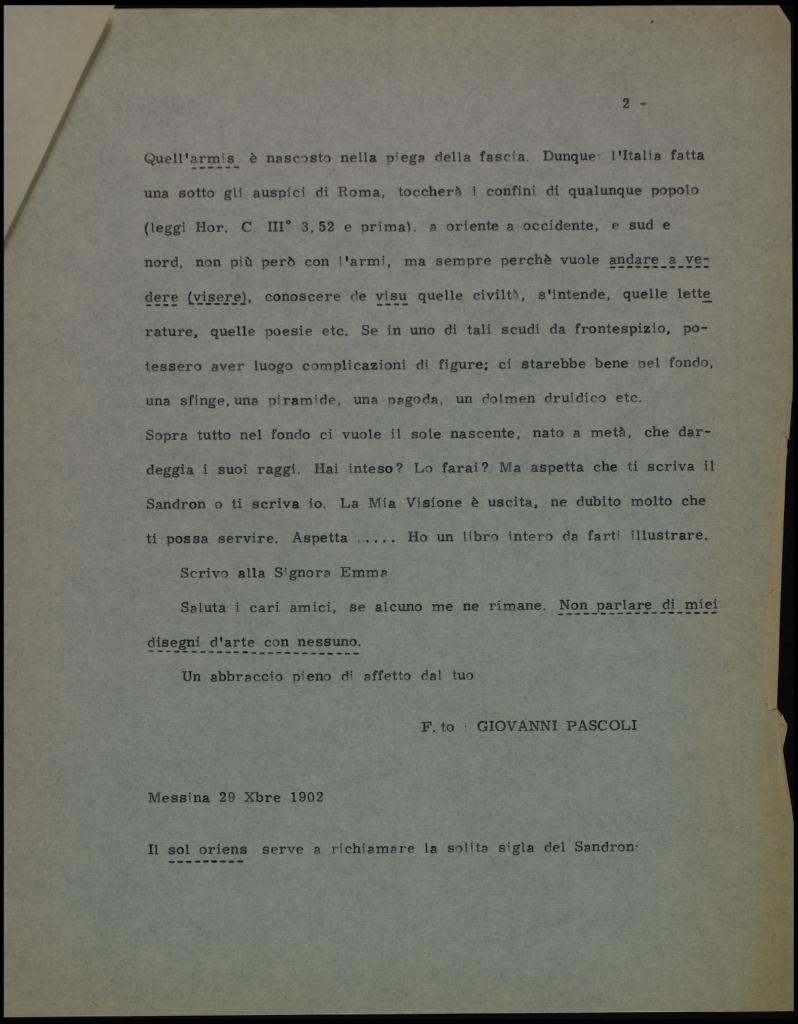 2 -
Quell'armis è nascosto nella piega della fascia. Dunque: l'Italia fatta
una sotto gli auspici di Roma, toccherà i confini di qualunque popolo
(leggi Hor. C III° 3,52 e prima), a oriente a occidente, e sud e
nord, non più però con l'armi, ma sempre perchè vuole andare a ve-
dere (visere), conoscere de visu quelle civiltà, s'intende, quelle lette
rature, quelle poesie etc. Se in uno di tali scudi da frontespizio, po-
tessero aver luogo complicazioni di figure; ci starebbe bene nel fondo,
una sfinge, una piramide, una pagoda, un dolmen druidico etc.
Sopra tutto nel fondo ci vuole il sole nascente, nato a metà, che dar-
deggia i suoi raggi. Hai inteso? Lo farai? Ma aspetta che ti scriva il
Sandron o ti scriva io. La Mia Visione è uscita, ne dubito molto che
ti possa servire. Aspetta ..... Ho un libro intero da farti illustrare.
Scrivo alla Signora Emma
Saluta i cari amici, se alcuno me ne rimane. Non parlare di miei
disegni d'arte con nessuno.
Un abbraccio pieno di affetto dal tuo
F. to : GIOVANNI PASCOLI
Messina 29 Xbre 1902
Il sol oriens serve a richiamare la solita sigla del Sandron.